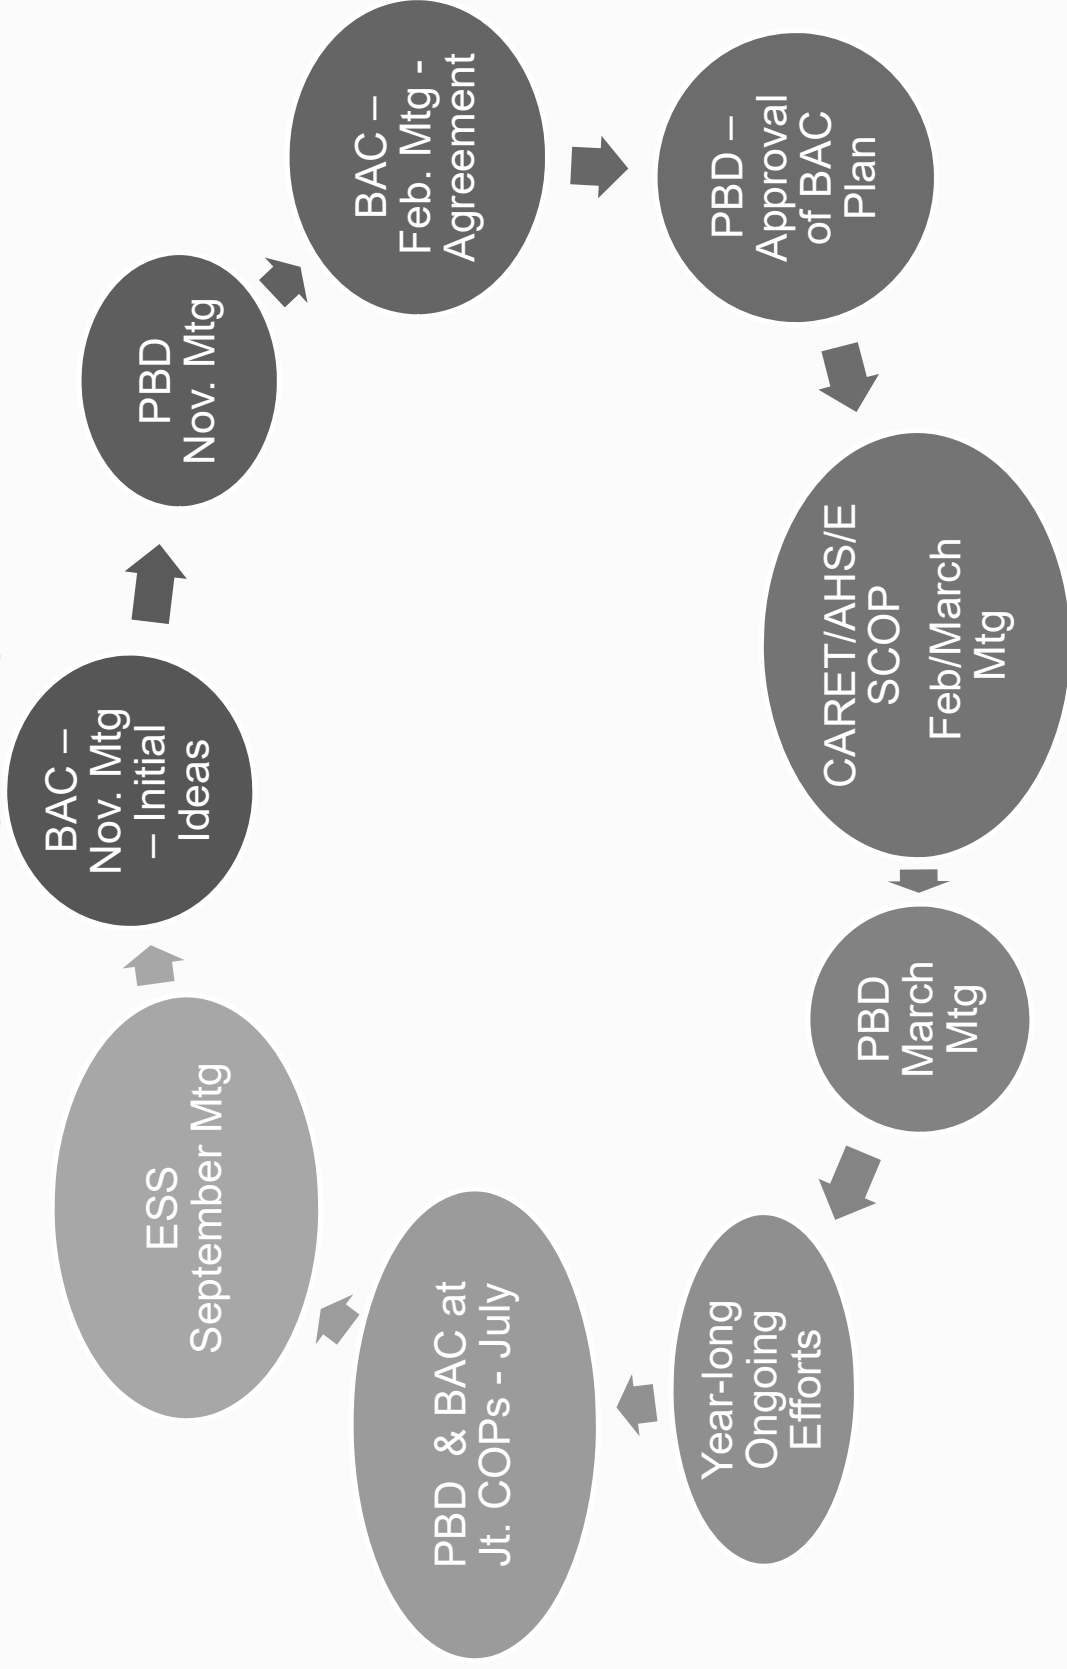 BAC –
Nov. Mtg
– Initial
Ideas
PBD
Nov. Mtg
BAC –
Feb. Mtg -
Agreement
PBD –
Approval
of BAC
Plan
CARET/AHS/E
SCOP
Feb/March
Mtg
PBD
March
Mtg
Year-long
Ongoing
Efforts
PBD & BAC at
Jt. COPs - July
ESS
September Mtg